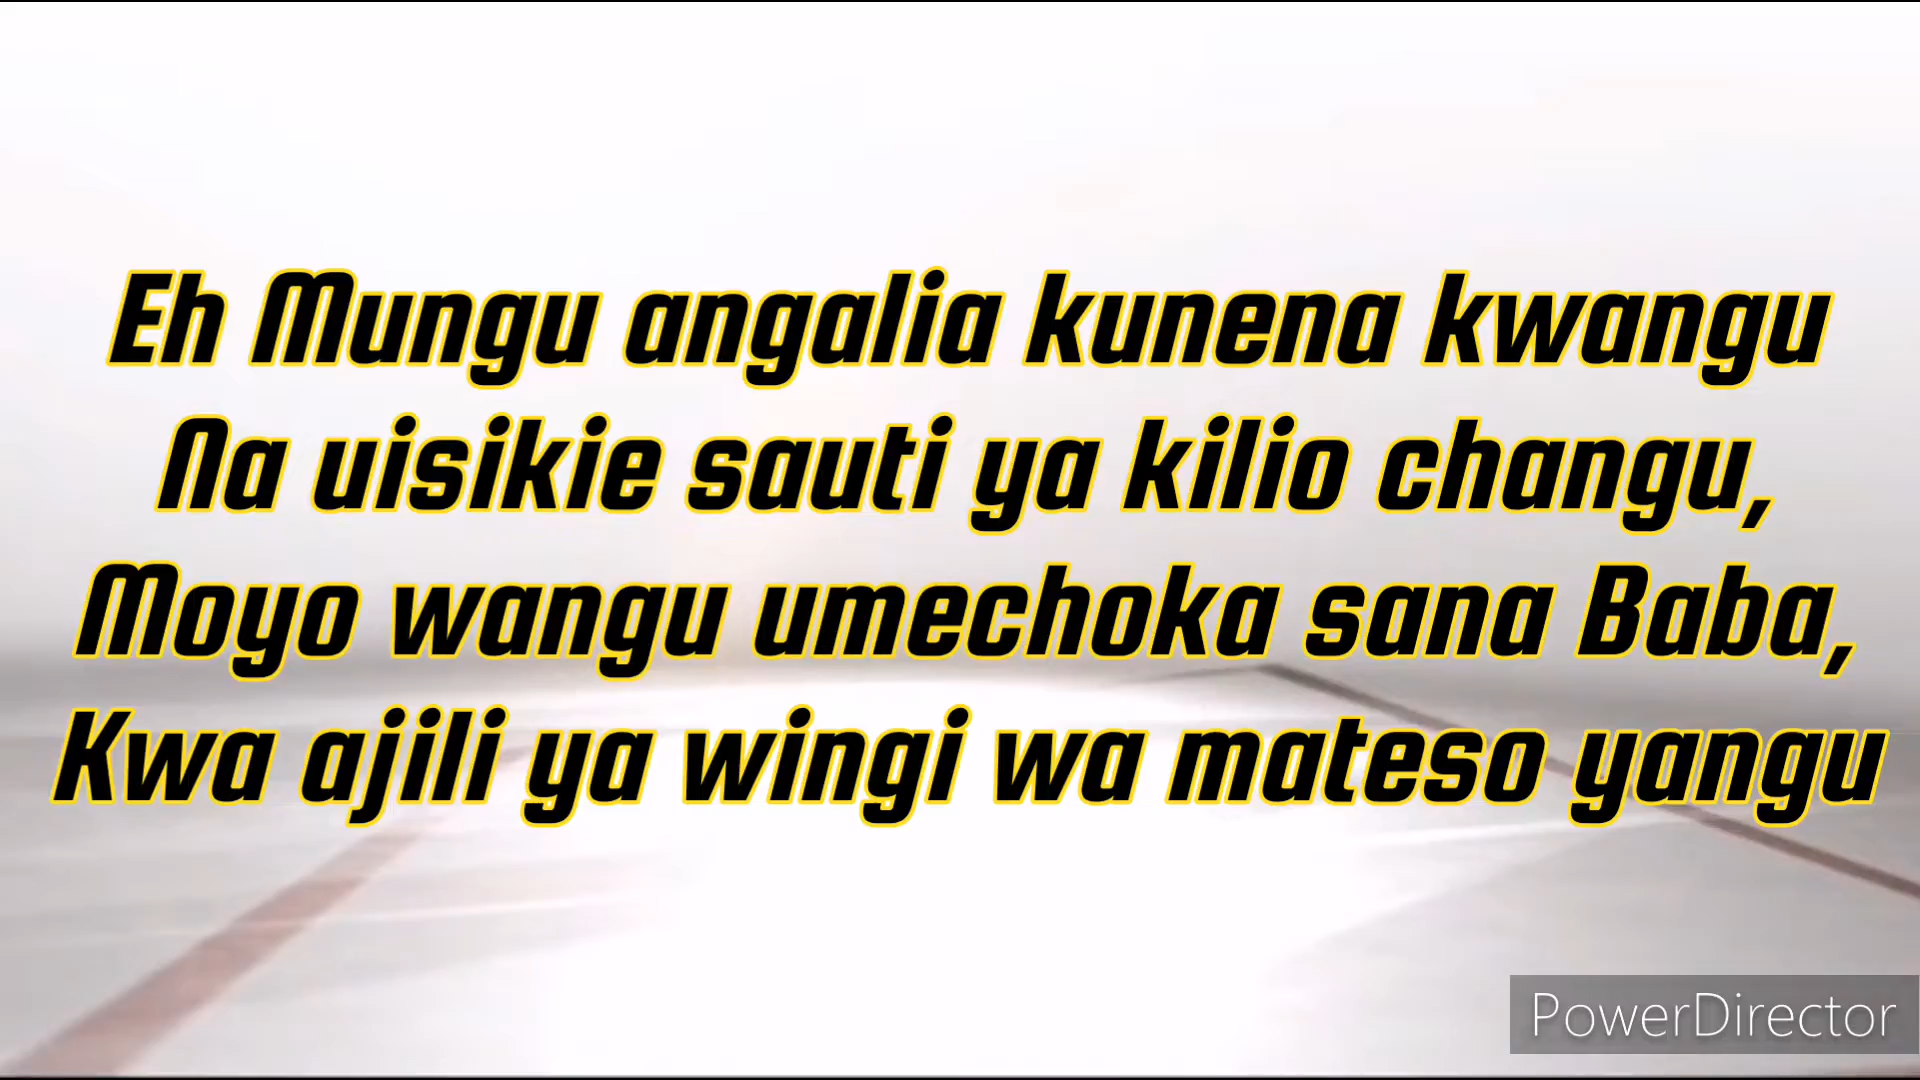 Eh Mungu angalia kunena kwangu
Na uisikie sauti ya kilio changu,
Moyo wangu umechoka sana Baba,
Kwa ajili ya wingi wa mateso yangu
PowerDirector